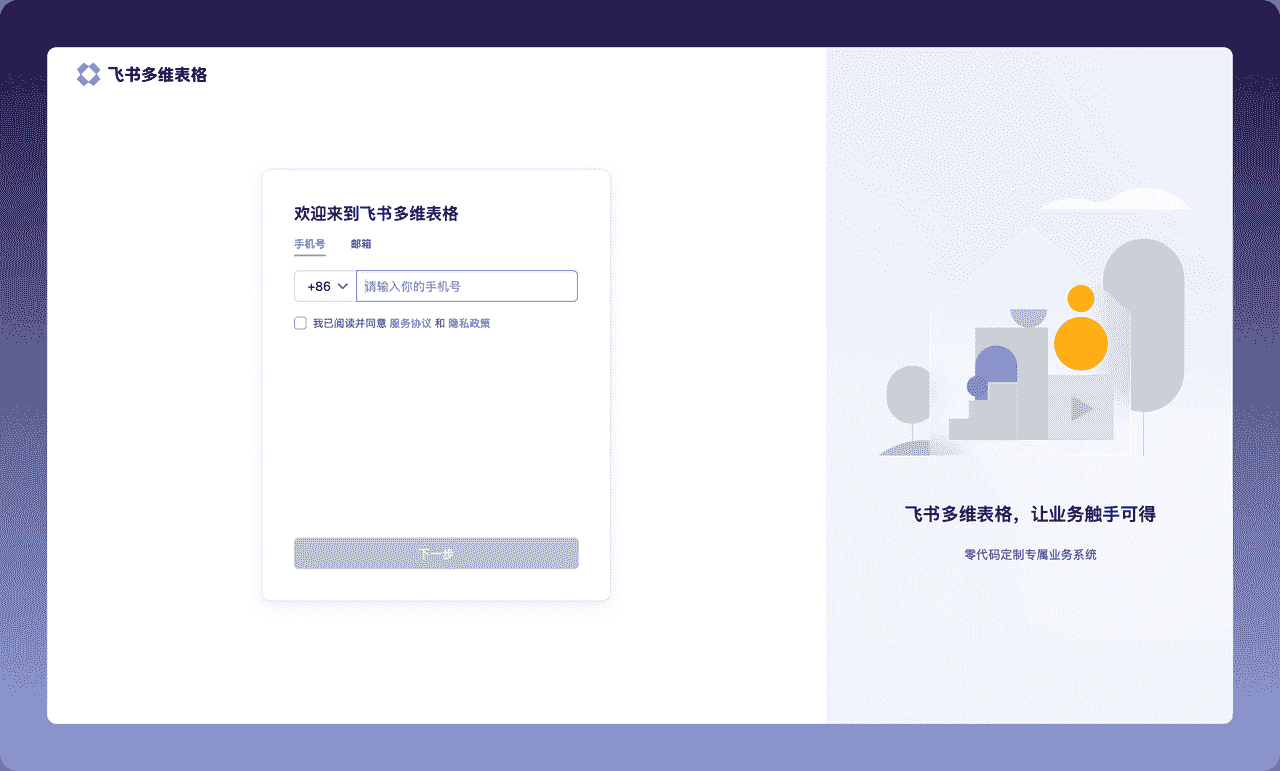 飞书多维表格
欢迎来到飞书多维表格
手机号 邮箱
+86 请输入你的手机号
我已阅读并同意 服务协议 和 隐私政策
下一步
飞书多维表格，让业务触手可得
零代码定制专属业务系统